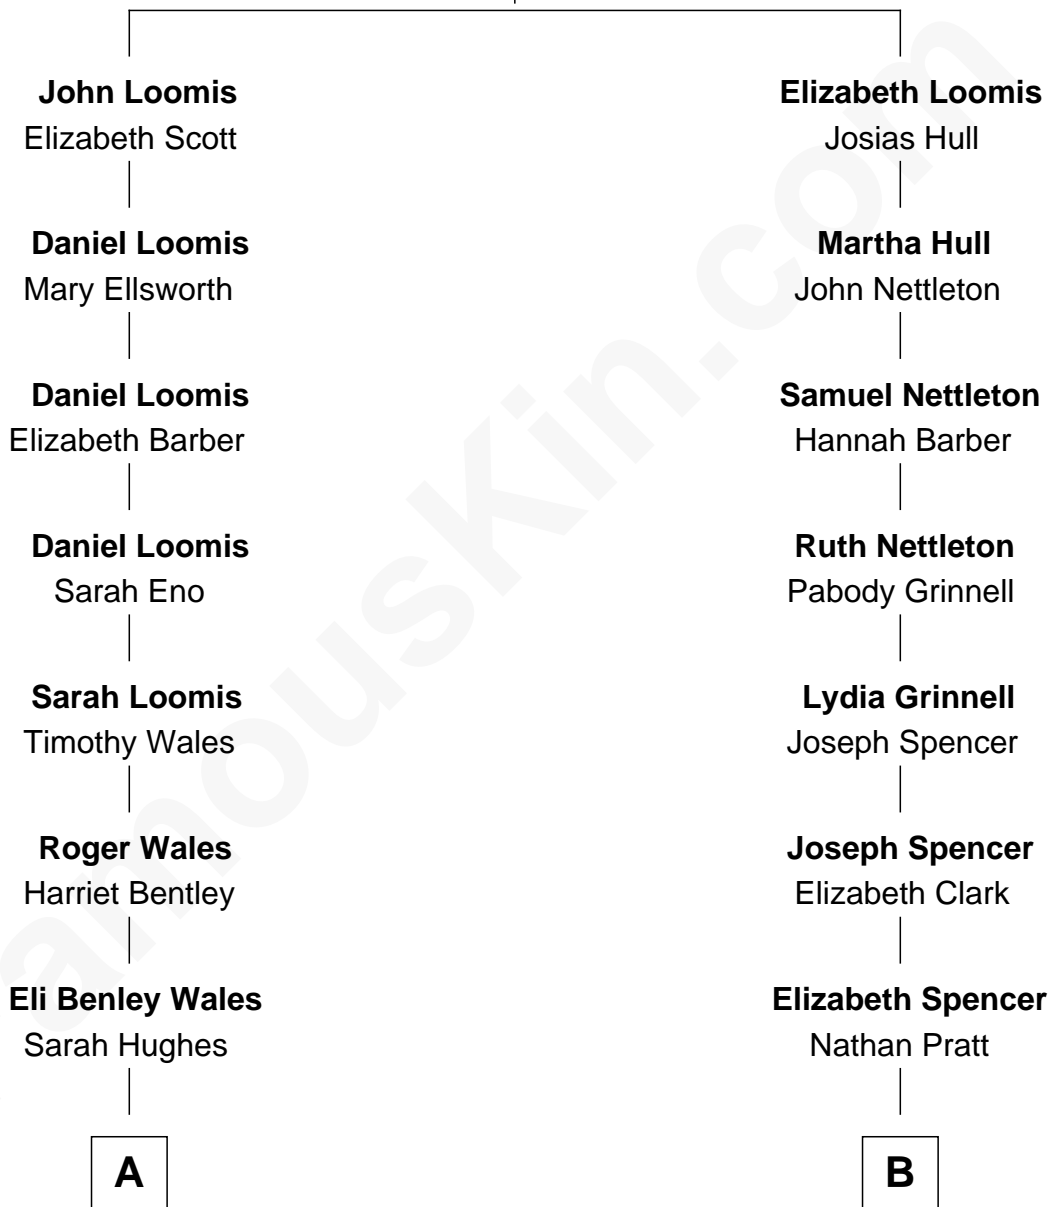 John Loomis
Elizabeth Scott
Daniel Loomis
Mary Ellsworth
Daniel Loomis
Elizabeth Barber
Daniel Loomis
Sarah Eno
Sarah Loomis
Timothy Wales
Roger Wales
Harriet Bentley
Eli Benley Wales
Sarah Hughes
A
Elizabeth Loomis
Josias Hull
Martha Hull
John Nettleton
Samuel Nettleton
Hannah Barber
Ruth Nettleton
Pabody Grinnell
Lydia Grinnell
Joseph Spencer
Joseph Spencer
Elizabeth Clark
Elizabeth Spencer
Nathan Pratt
B
amousKin.com